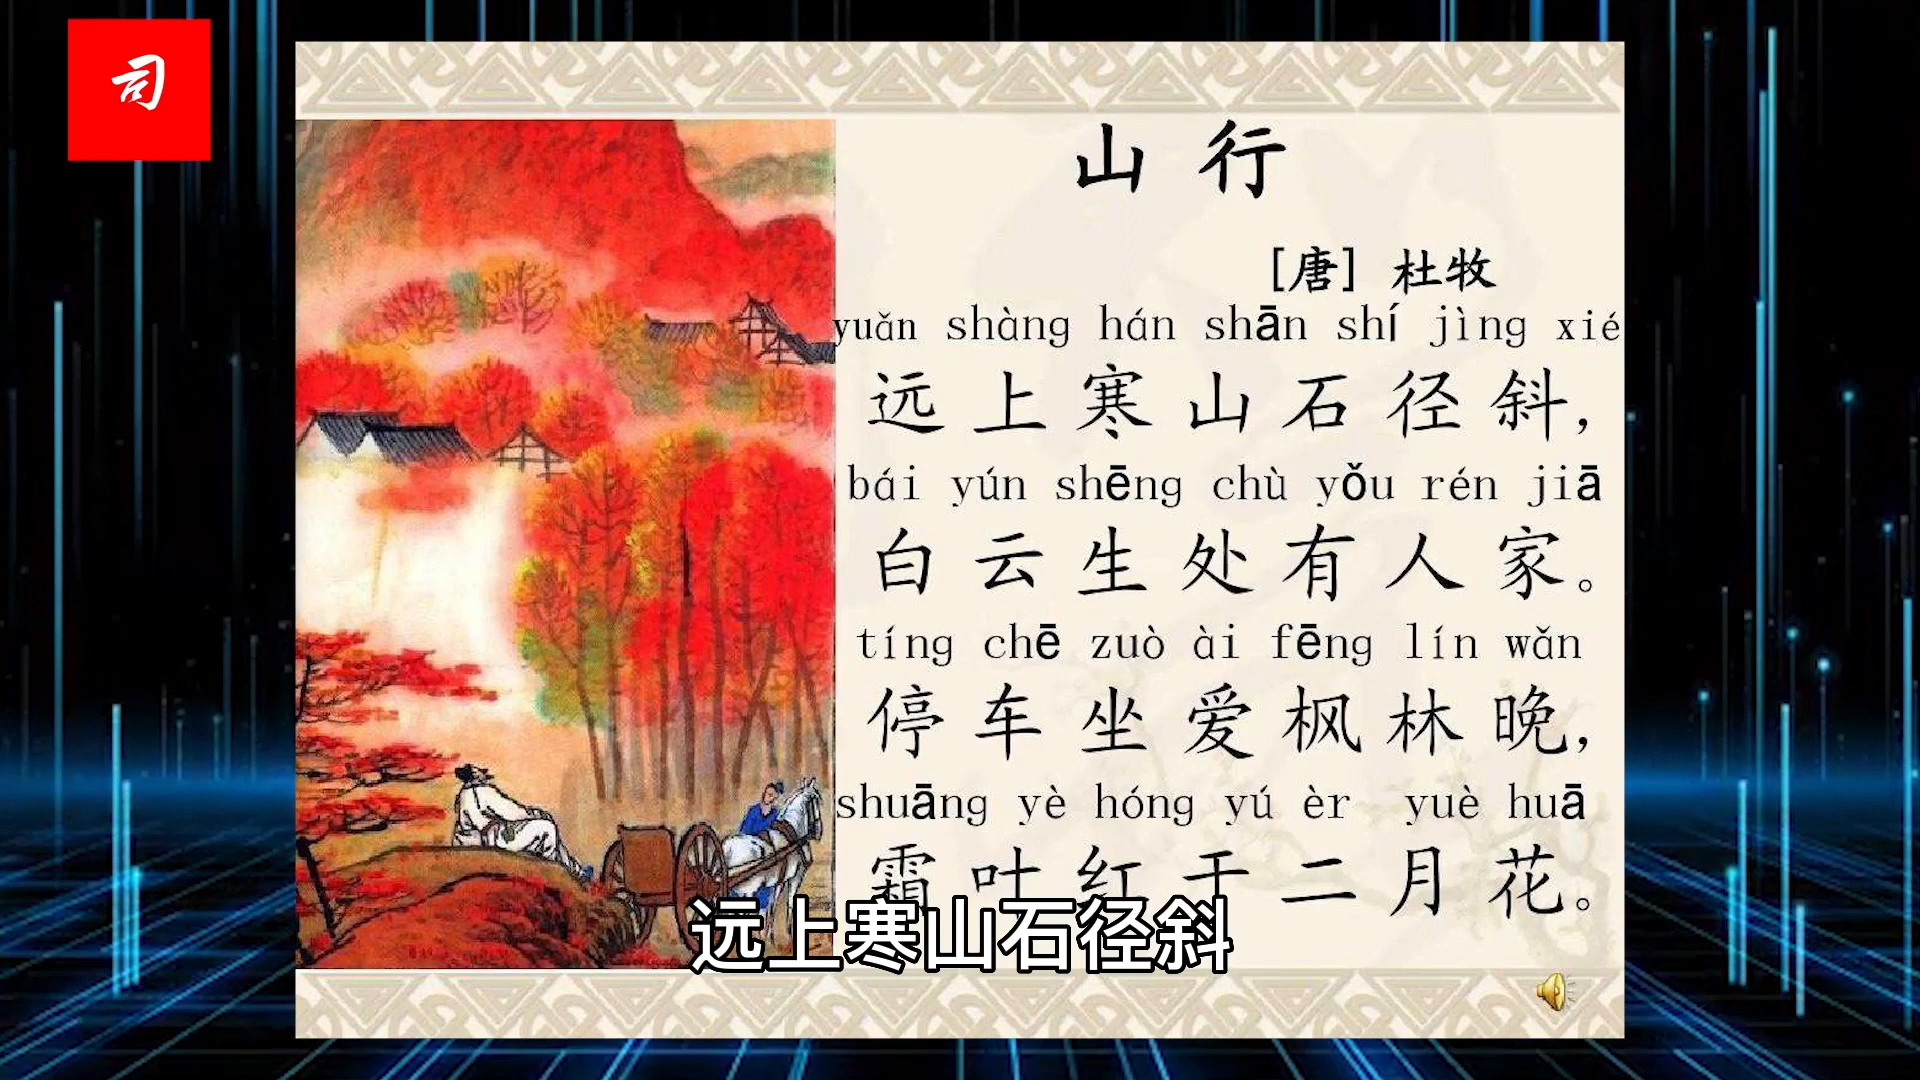 司
山行
[唐] 杜牧
yuǎn shàng hán shān shí jìng xié
远上寒山石径斜，
bái yún shēng chù yǒu rén jiā
白云生处有人家。
tíng chē zuò ài fēng lín wǎn
停车坐爱枫林晚，
shuāng yè hóng yú èr yuè huā
霜叶红于二月花。
远上寒山石径斜